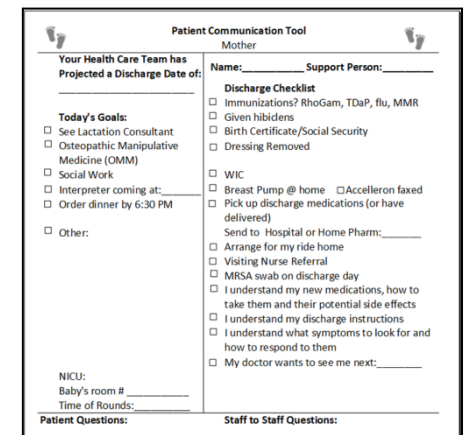 Patient Communication Tool
Mother
Your Health Care Team has
Projected a Discharge Date of:
_______________________
Today's Goals:
☐ See Lactation Consultant
☐ Osteopathic Manipulative
Medicine (OMM)
☐ Social Work
☐ Interpreter coming at:_______
☐ Order dinner by 6:30 PM
☐ Other:
NICU:
Baby's room # ___________
Time of Rounds:__________
Name:___________ Support Person:_________
Discharge Checklist
☐ Immunizations? RhoGam, TDaP, flu, MMR
☐ Given hibidens
☐ Birth Certificate/Social Security
☐ Dressing Removed
☐ WIC
☐ Breast Pump @ home ☐Accelleron faxed
☐ Pick up discharge medications (or have
delivered)
Send to Hospital or Home Pharm:_______
☐ Arrange for my ride home
☐ Visiting Nurse Referral
☐ MRSA swab on discharge day
☐ I understand my new medications, how to
take them and their potential side effects
☐ I understand my discharge instructions
☐ I understand what symptoms to look for and
how to respond to them
☐ My doctor wants to see me next:________
Patient Questions:
Staff to Staff Questions: